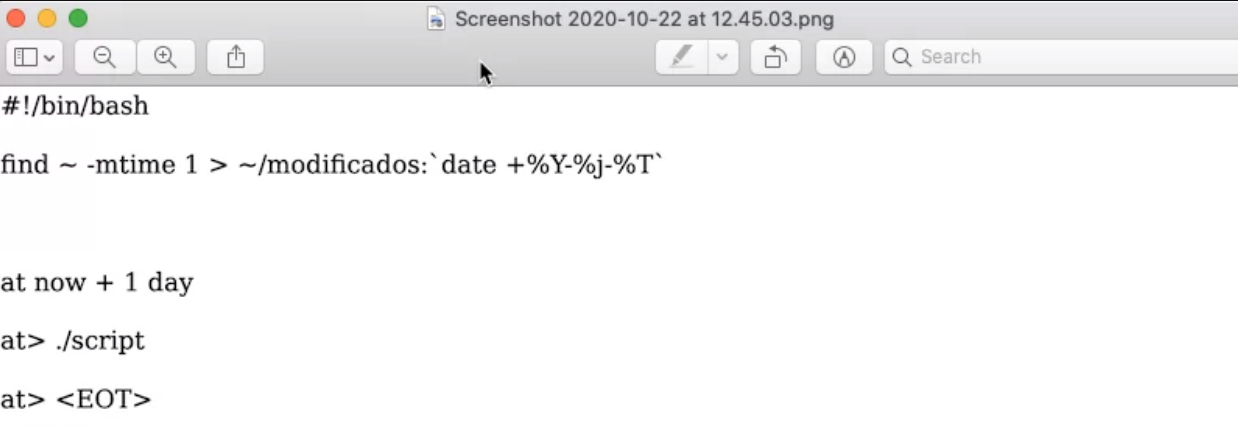 Screenshot 2020-10-22 at 12.45.03.png
Search
#!/bin/bash
find ~ -mtime 1 > ~/modificados:`date +%Y-%j-%T`
at now + 1 day
at> ./script
at> <EOT>